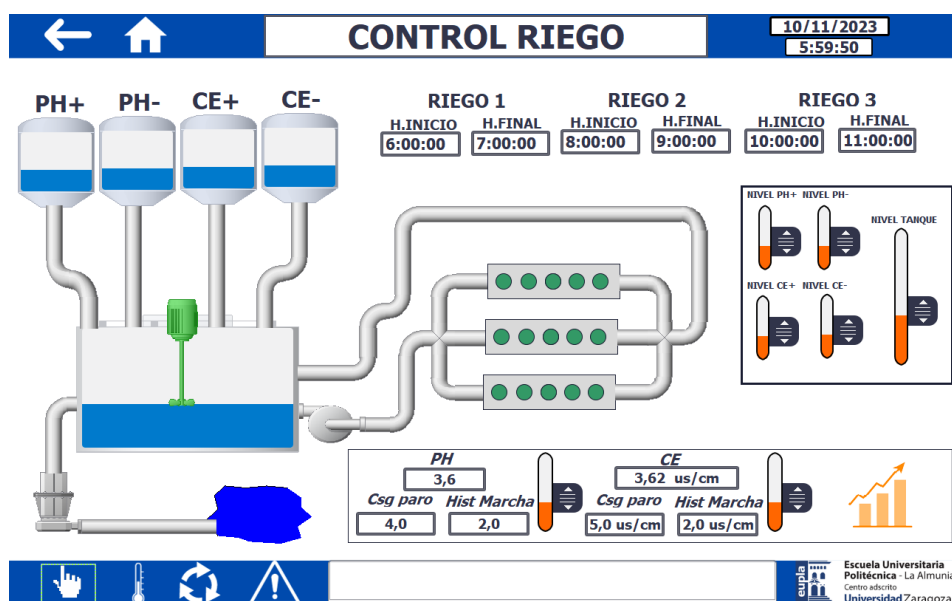 CONTROL RIEGO
10/11/2023
5:59:50
PH+ PH- CE+ CE-
RIEGO 1 RIEGO 2 RIEGO 3
H.INICIO H.FINAL H.INICIO H.FINAL H.INICIO H.FINAL
6:00:00 7:00:00 8:00:00 9:00:00 10:00:00 11:00:00
NIVEL PH+ NIVEL PH-
NIVEL TANQUE
NIVEL CE+ NIVEL CE-
PH CE
3,6 3,62 us/cm
Csg paro Hist Marcha Csg paro Hist Marcha
4,0 2,0 5,0 us/cm 2,0 us/cm
eupla
Escuela Universitaria
Politécnica - La Almunia
Centro adscrito
Universidad Zaragoza